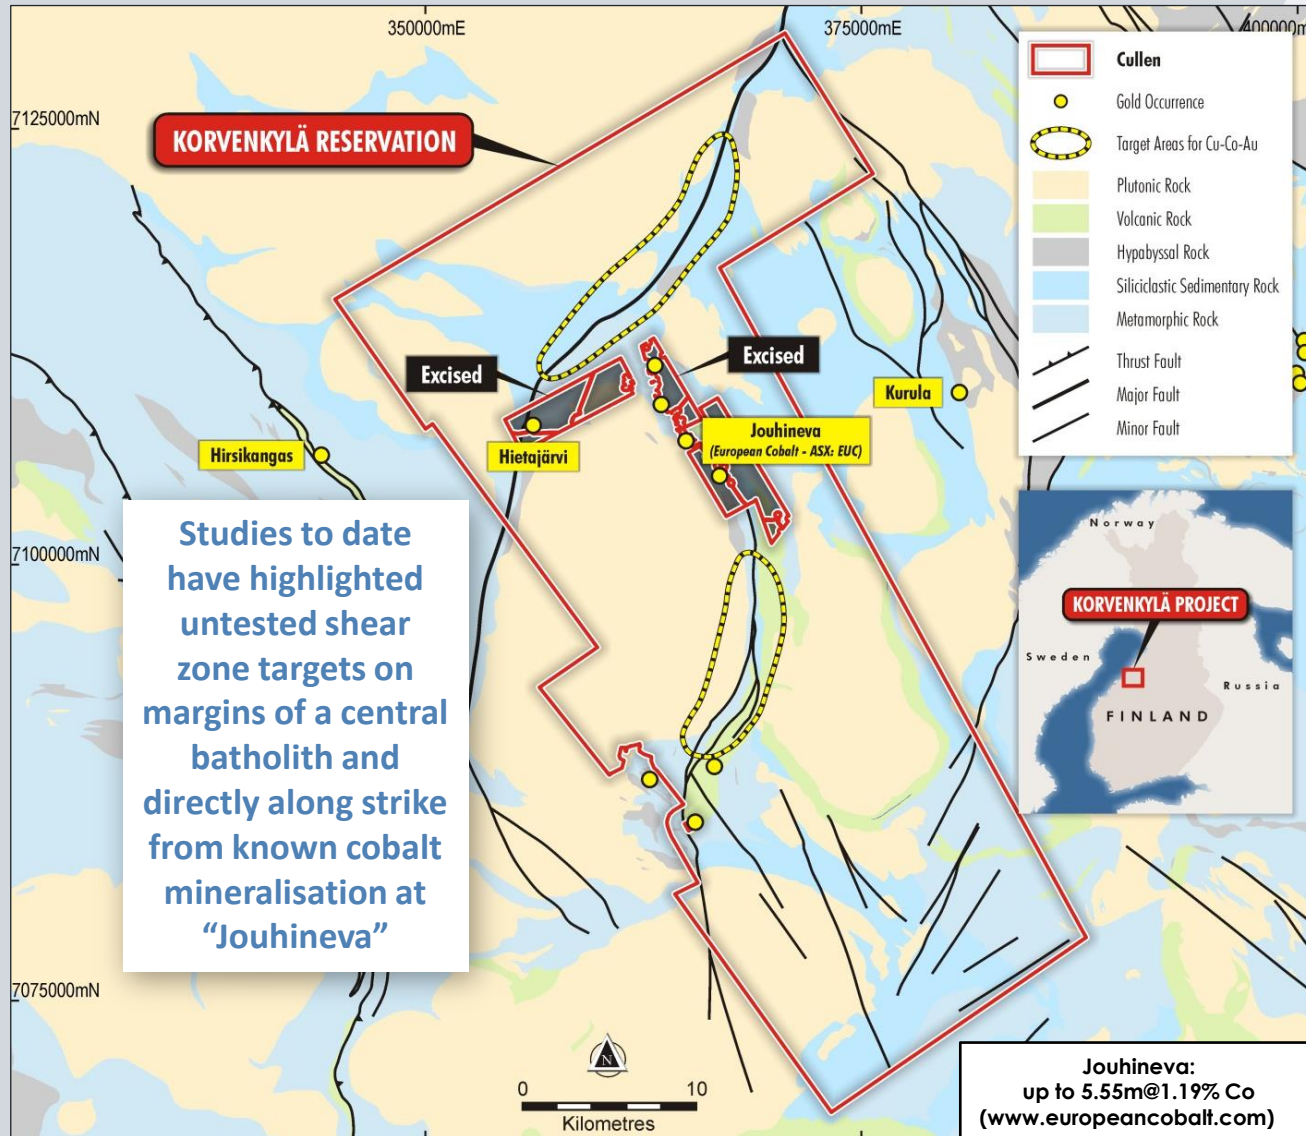 350000mE
375000mE
400000m
7125000mN
7100000mN
7075000mN
KORVENKYLÄ RESERVATION
Excised
Excised
Hietajärvi
Jouhineva
(European Cobalt - ASX: EUC)
Kurula
Hirsikangas
Studies to date
have highlighted
untested shear
zone targets on
margins of a central
batholith and
directly along strike
from known cobalt
mineralisation at
“Jouhineva”
Cullen
Gold Occurrence
Target Areas for Cu-Co-Au
Plutonic Rock
Volcanic Rock
Hypabyssal Rock
Siliciclastic Sedimentary Rock
Metamorphic Rock
Thrust Fault
Major Fault
Minor Fault
Norway
KORVENKYLÄ PROJECT
Sweden
Russia
FINLAND
N
0 10
Kilometres
Jouhineva:
up to 5.55m@1.19% Co
(www.europeancobalt.com)